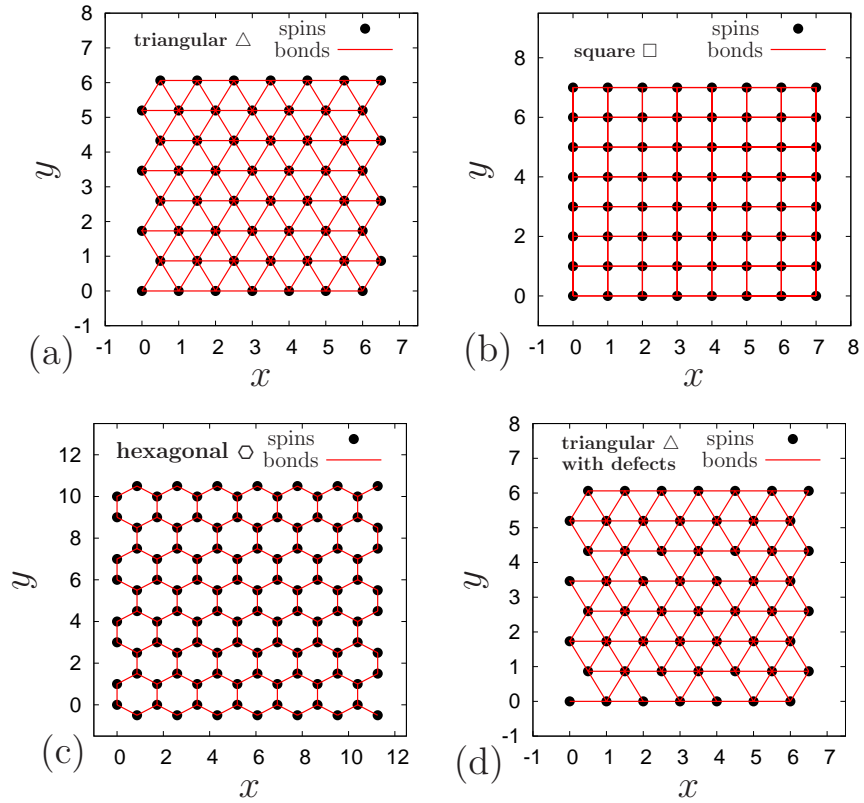 triangular △ spins
bonds
8
7
6
5
4
3
2
1
0
-1
-1 0 1 2 3 4 5 6 7
y
x
(a)
square □ spins
bonds
8
6
4
2
0
-1 0 1 2 3 4 5 6 7 8
y
x
(b)
hexagonal ⎔ spins
bonds
12
10
8
6
4
2
0
0 2 4 6 8 10 12
y
x
(c)
triangular △ spins
with defects bonds
8
7
6
5
4
3
2
1
0
-1
-1 0 1 2 3 4 5 6 7
y
x
(d)